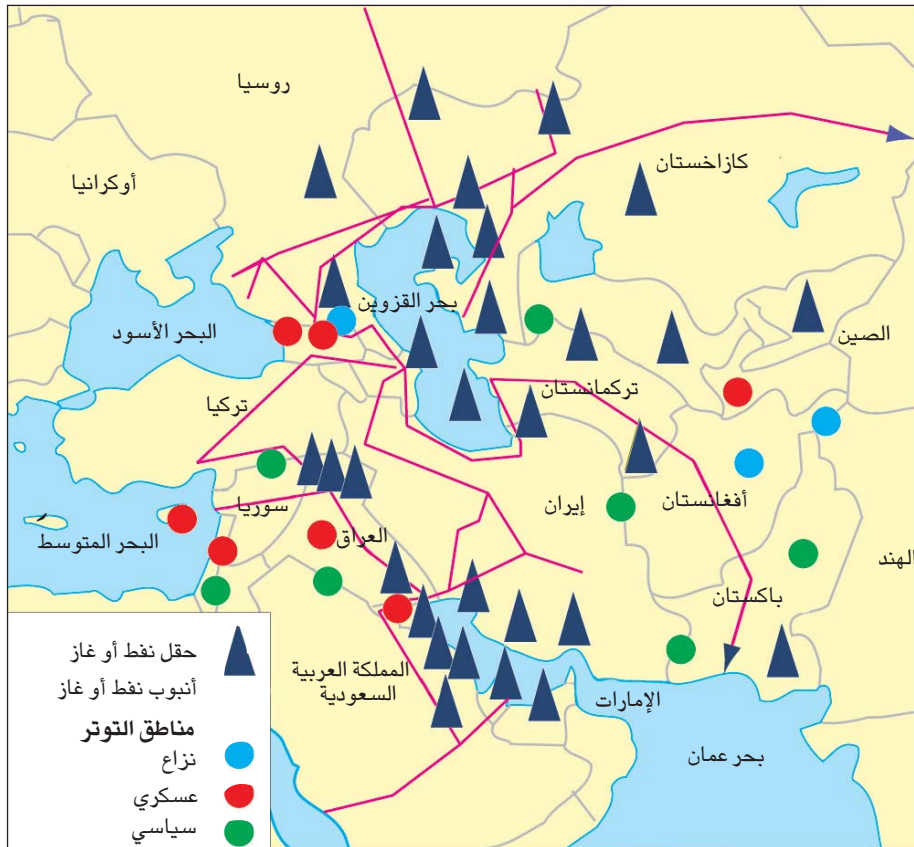 روسيا
كازاخستان
أوكرانيا
بحر القزوين
البحر الأسود
الصين
تركمانستان
تركيا
سوريا
إيران
أفغانستان
العراق
البحر المتوسط
الهند
باكستان
المملكة العربية
السعودية
الإمارات
بحر عمان
حقل نفط أو غاز
أنبوب نفط أو غاز
مناطق التوتر
نزاع
عسكري
سياسي